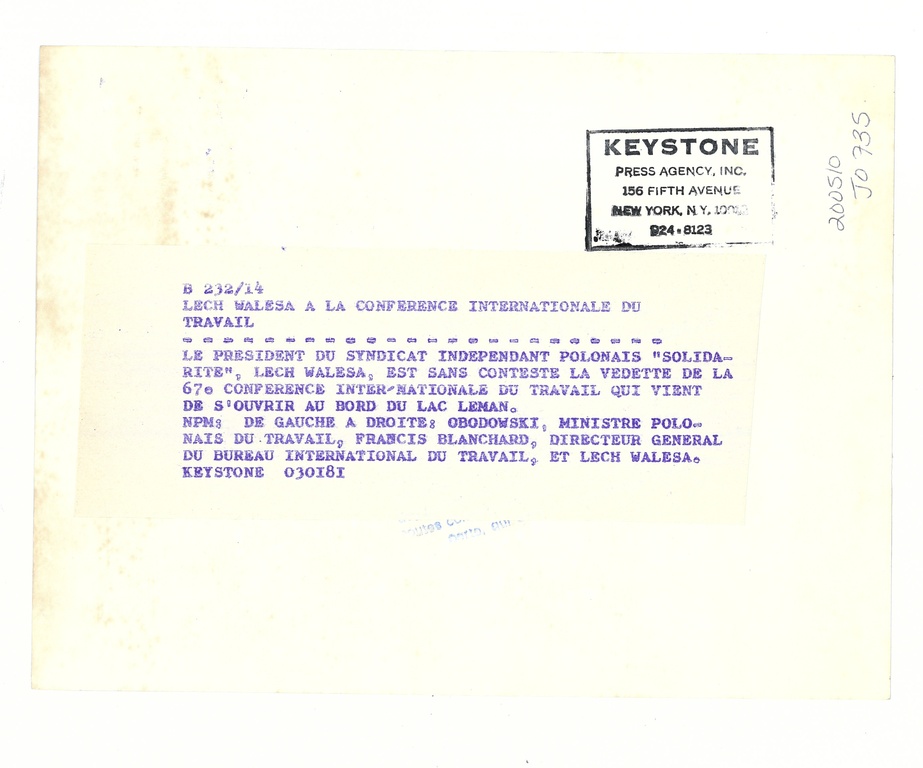 KEYSTONE
PRESS AGENCY, INC.
156 FIFTH AVENUE
NEW YORK, N.Y.
924-8123
200510
JO 735
B 232/14
LECH WALESA A LA CONFERENCE INTERNATIONALE DU
TRAVAIL
- - - - - - - - - - - - - - - - - - - - - - - -
LE PRESIDENT DU SYNDICAT INDEPENDANT POLONAIS "SOLIDA-
RITE", LECH WALESA, EST SANS CONTESTE LA VEDETTE DE LA
67e CONFERENCE INTER-NATIONALE DU TRAVAIL QUI VIENT
DE S'OUVRIR AU BORD DU LAC LEMAN.
NPM: DE GAUCHE A DROITE: OBODOWSKI, MINISTRE POLO-
NAIS DU TRAVAIL, FRANCIS BLANCHARD, DIRECTEUR GENERAL
DU BUREAU INTERNATIONAL DU TRAVAIL, ET LECH WALESA.
KEYSTONE 030181